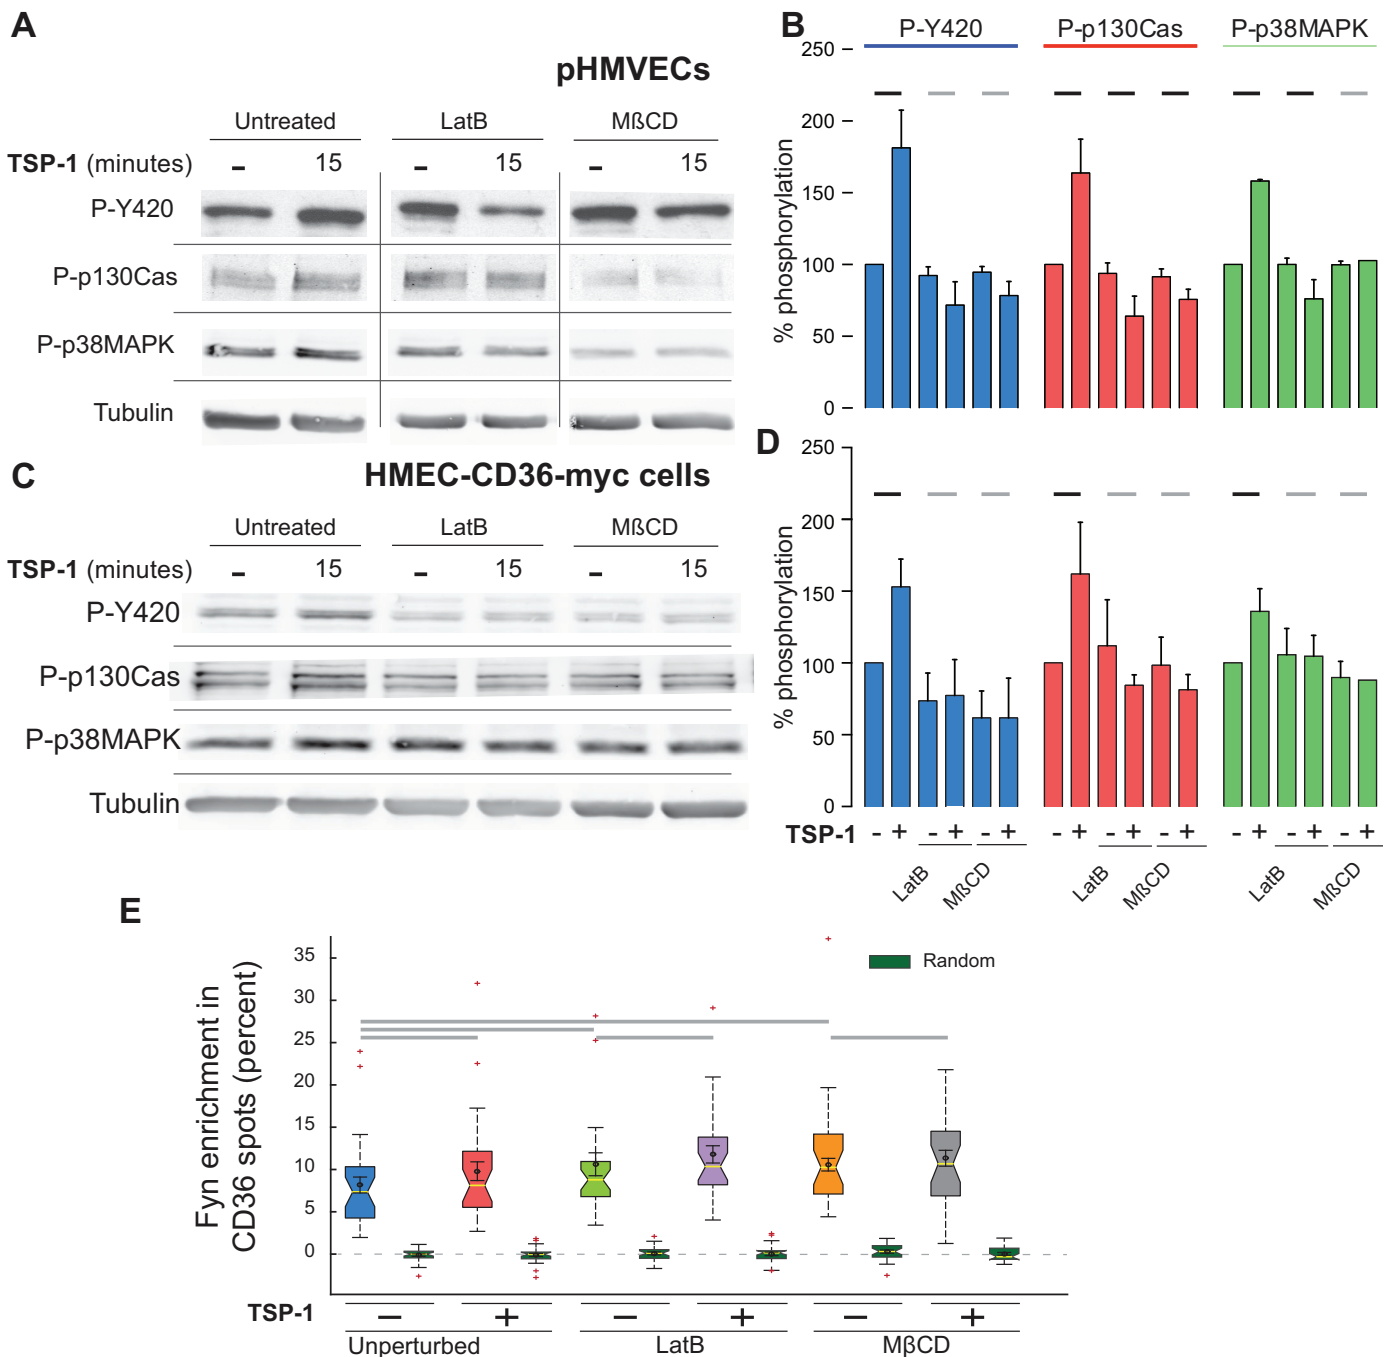 A
pHMVECs
Untreated LatB MßCD
TSP-1 (minutes) - 15 - 15 - 15
P-Y420
P-p130Cas
P-p38MAPK
Tubulin
B
P-Y420 P-p130Cas P-p38MAPK
% phosphorylation
250
200
150
100
50
0
C
HMEC-CD36-myc cells
Untreated LatB MßCD
TSP-1 (minutes) - 15 - 15 - 15
P-Y420
P-p130Cas
P-p38MAPK
Tubulin
D
% phosphorylation
250
200
150
100
50
0
TSP-1 - + - + - + - + - + - + - + - + - +
LatB MßCD LatB MßCD LatB MßCD
E
Fyn enrichment in
CD36 spots (percent)
35
30
25
20
15
10
5
0
Random
TSP-1 − + − + − +
Unperturbed LatB MβCD